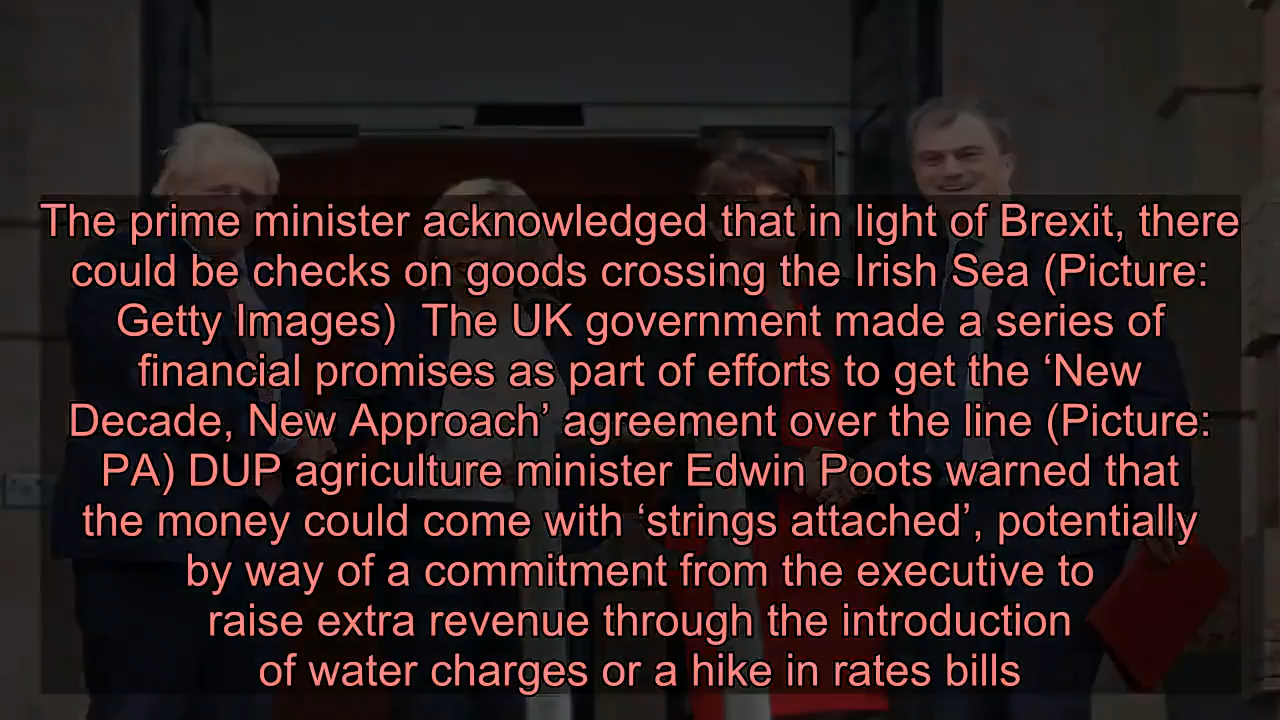 The prime minister acknowledged that in light of Brexit, there
could be checks on goods crossing the Irish Sea (Picture:
Getty Images)  The UK government made a series of
financial promises as part of efforts to get the ‘New
Decade, New Approach’ agreement over the line (Picture:
PA) DUP agriculture minister Edwin Poots warned that
the money could come with ‘strings attached’, potentially
by way of a commitment from the executive to
raise extra revenue through the introduction
of water charges or a hike in rates bills